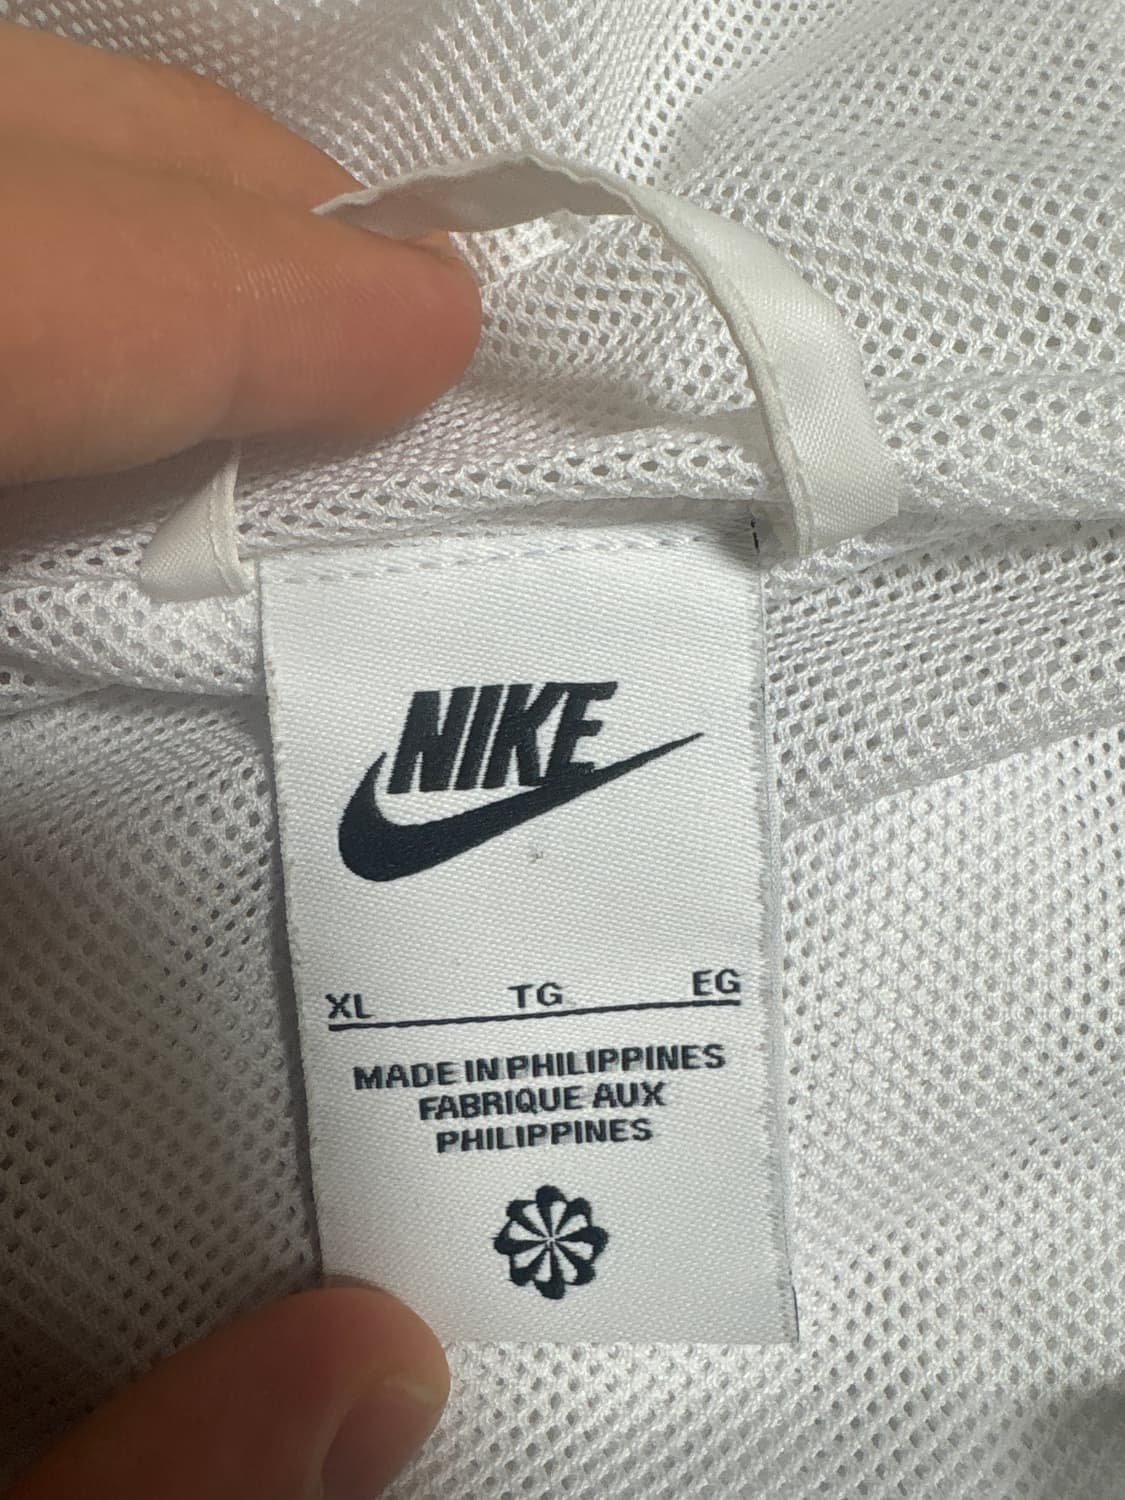 NIKE
XL TG EG
MADE IN PHILIPPINES
FABRIQUE AUX
PHILIPPINES